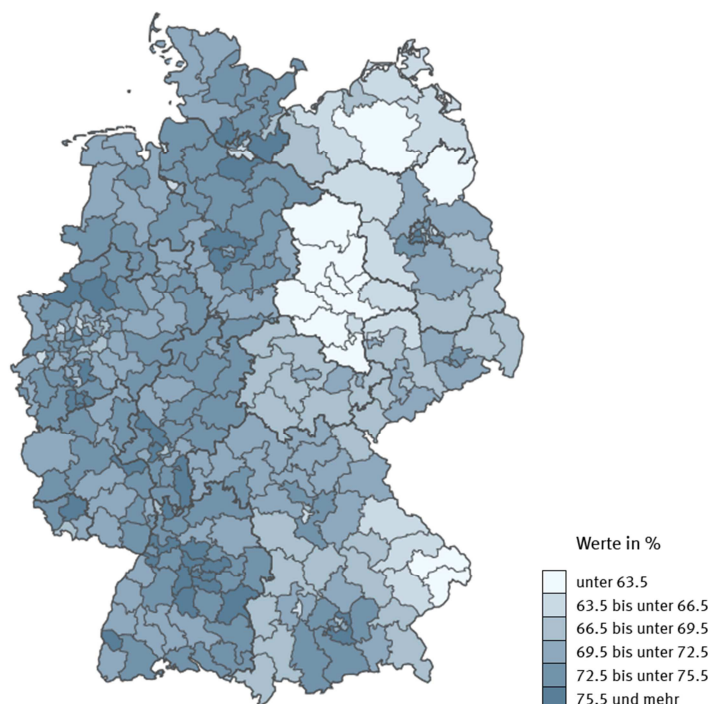 Werte in %
unter 63.5
63.5 bis unter 66.5
66.5 bis unter 69.5
69.5 bis unter 72.5
72.5 bis unter 75.5
75.5 und mehr